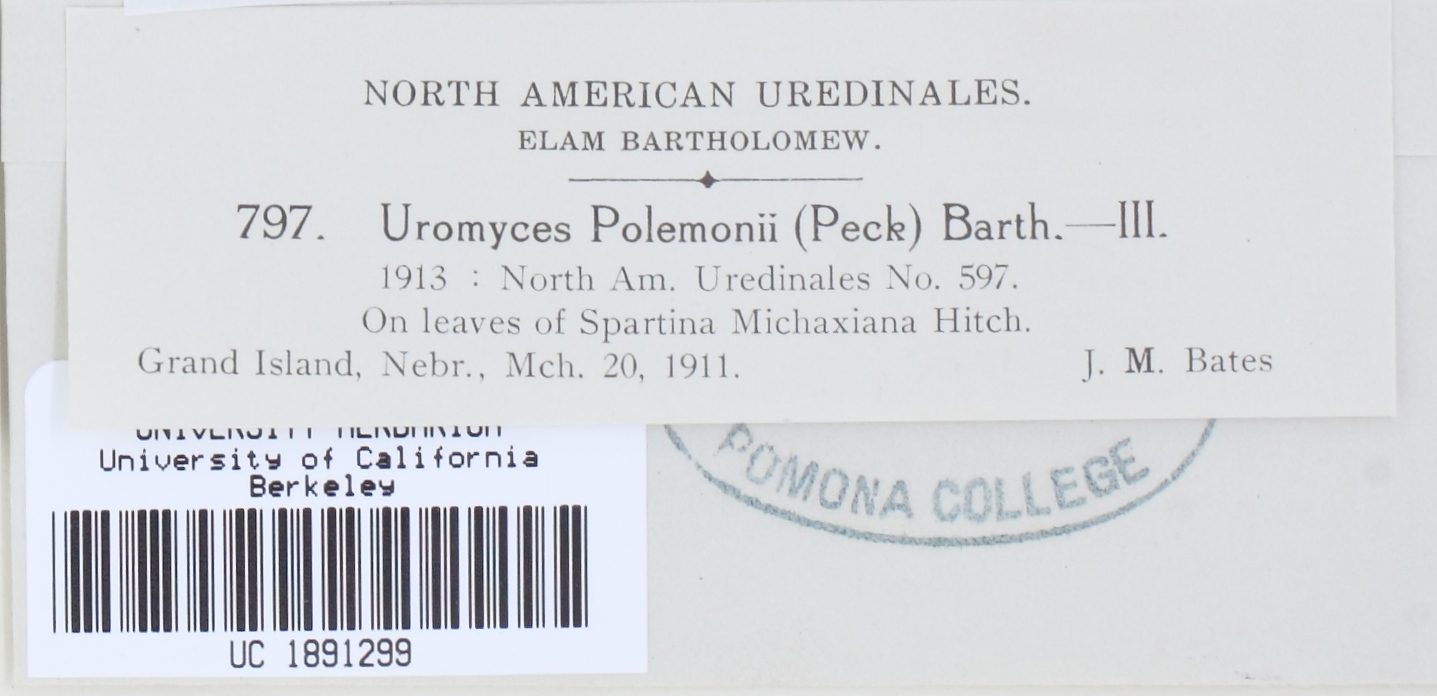 NORTH AMERICAN UREDINALES.
ELAM BARTHOLOMEW.
797. Uromyces Polemonii (Peck) Barth.—III.
1913 : North Am. Uredinales No. 597.
On leaves of Spartina Michaxiana Hitch.
Grand Island, Nebr., Mch. 20, 1911. J. M. Bates
UNIVERSITY HERBARIUM
University of California
Berkeley
UC 1891299
POMONA COLLEGE